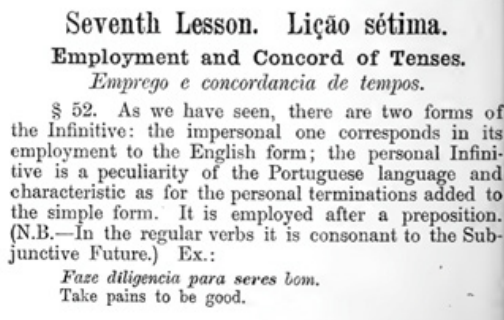 Seventh Lesson. Lição sétima.
Employment and Concord of Tenses.
Emprego e concordancia de tempos.
§ 52. As we have seen, there are two forms of
the Infinitive: the impersonal one corresponds in its
employment to the English form; the personal Infini-
tive is a peculiarity of the Portuguese language and
characteristic as for the personal terminations added to
the simple form. It is employed after a preposition.
(N.B.—In the regular verbs it is consonant to the Sub-
junctive Future.) Ex.:
Faze diligencia para seres bom.
Take pains to be good.